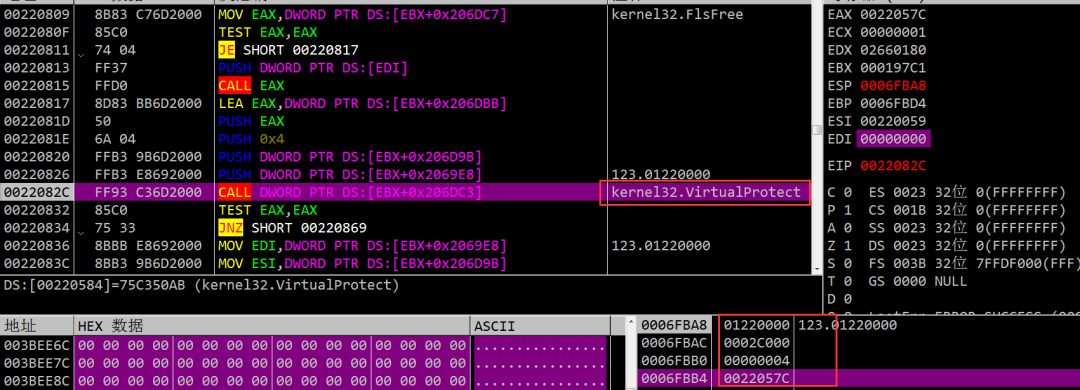 00220809 8B83 C76D2000 MOV EAX,DWORD PTR DS:[EBX+0x206DC7] kernel32.FlsFree
0022080F 85C0 TEST EAX,EAX
00220811 74 04 JE SHORT 00220817
00220813 FF37 PUSH DWORD PTR DS:[EDI]
00220815 FFD0 CALL EAX
00220817 8D83 BB6D2000 LEA EAX,DWORD PTR DS:[EBX+0x206DBB]
0022081D 50 PUSH EAX
0022081E 6A 04 PUSH 0x4
00220820 FFB3 9B6D2000 PUSH DWORD PTR DS:[EBX+0x206D9B]
00220826 FFB3 E8692000 PUSH DWORD PTR DS:[EBX+0x2069E8] 123.01220000
0022082C FF93 C36D2000 CALL DWORD PTR DS:[EBX+0x206DC3] kernel32.VirtualProtect
00220832 85C0 TEST EAX,EAX
00220834 75 33 JNZ SHORT 00220869
00220836 8BBB E8692000 MOV EDI,DWORD PTR DS:[EBX+0x2069E8] 123.01220000
0022083C 8BB3 9B6D2000 MOV ESI,DWORD PTR DS:[EBX+0x206D9B]
DS:[00220584]=75C350AB (kernel32.VirtualProtect)
EAX 0022057C
ECX 00000001
EDX 02660180
EBX 000197C1
ESP 0006FBA8
EBP 0006FBD4
ESI 00220059
EDI 00000000
EIP 0022082C
C 0 ES 0023 32位 0(FFFFFFFF)
P 1 CS 001B 32位 0(FFFFFFFF)
A 0 SS 0023 32位 0(FFFFFFFF)
Z 1 DS 0023 32位 0(FFFFFFFF)
S 0 FS 003B 32位 7FFDF000(FFF)
T 0 GS 0000 NULL
D 0
地址 HEX 数据 ASCII
003BEE6C 00 00 00 00 00 00 00 00 00 00 00 00 00 00 00 00 ................
003BEE7C 00 00 00 00 00 00 00 00 00 00 00 00 00 00 00 00 ................
003BEE8C 00 00 00 00 00 00 00 00 00 00 00 00 00 00 00 00 ................
0006FBA8 01220000 123.01220000
0006FBAC 0002C000
0006FBB0 00000004
0006FBB4 0022057C